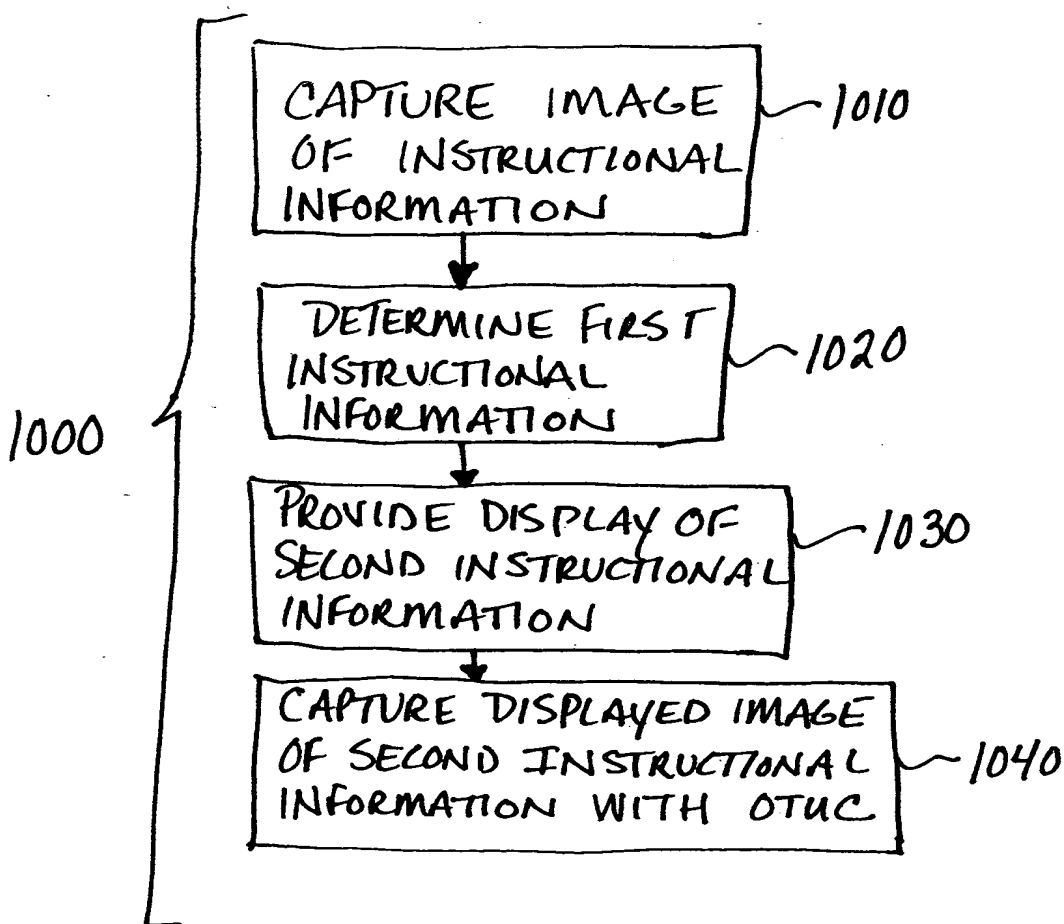 CAPTURE IMAGE
OF INSTRUCTIONAL
INFORMATION
1010
DETERMINE FIRST
INSTRUCTIONAL
INFORMATION
1020
1000
PROVIDE DISPLAY OF
SECOND INSTRUCTIONAL
INFORMATION
1030
CAPTURE DISPLAYED IMAGE
OF SECOND INSTRUCTIONAL
INFORMATION WITH OTUC
1040